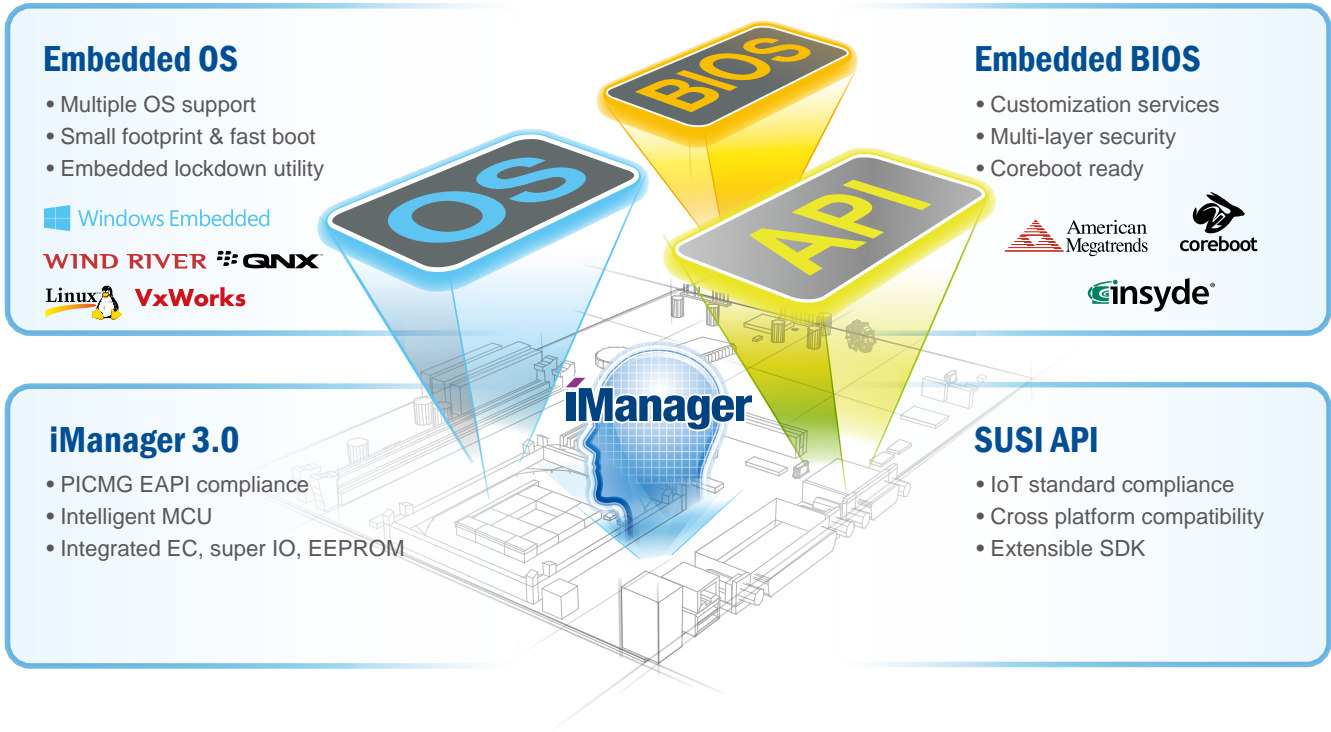 Embedded OS
• Multiple OS support
• Small footprint & fast boot
• Embedded lockdown utility
Windows Embedded
WIND RIVER QNX
Linux VxWorks
OS
BIOS
API
Embedded BIOS
• Customization services
• Multi-layer security
• Coreboot ready
American
Megatrends
coreboot
insyde®
iManager
iManager 3.0
• PICMG EAPI compliance
• Intelligent MCU
• Integrated EC, super IO, EEPROM
SUSI API
• IoT standard compliance
• Cross platform compatibility
• Extensible SDK